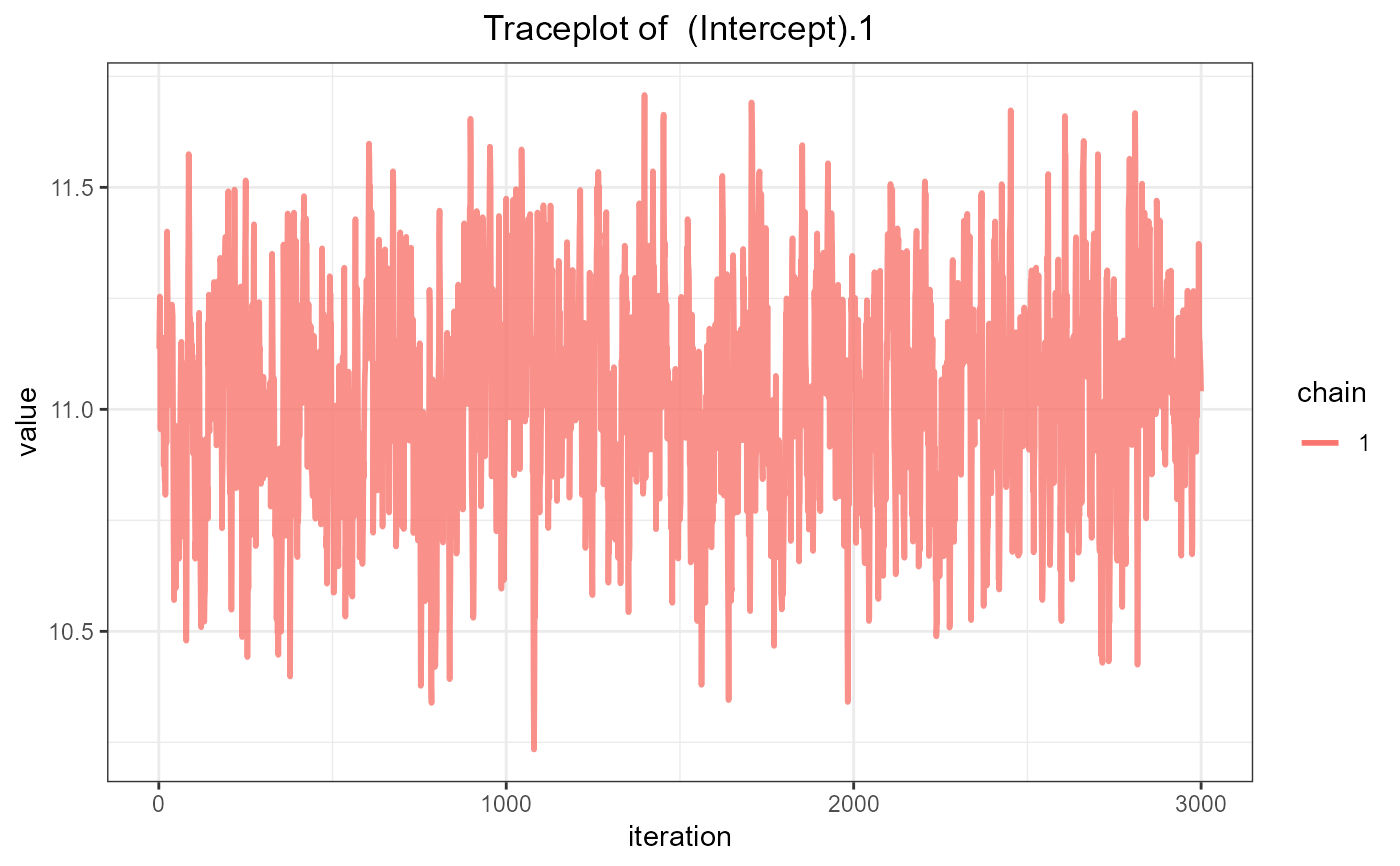 Traceplot of  (Intercept).1
11.5
11.0
10.5
value
0
1000
2000
3000
iteration
chain
1